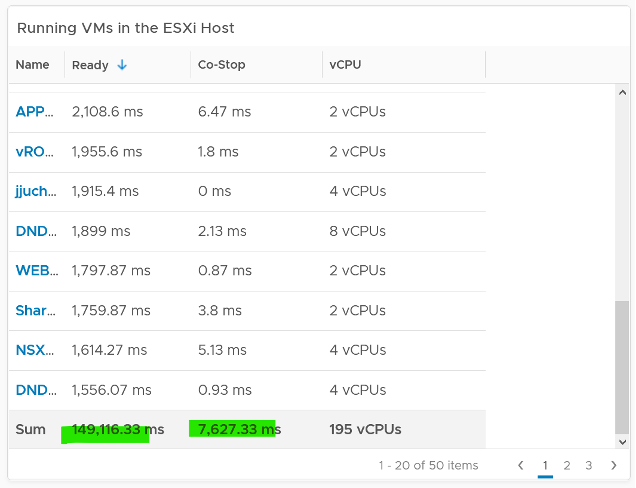 Running VMs in the ESXi Host
Name Ready Co-Stop vCPU
APP... 2,108.6 ms 6.47 ms 2 vCPUs
vRO... 1,955.6 ms 1.8 ms 2 vCPUs
jjuch... 1,915.4 ms 0 ms 4 vCPUs
DND... 1,899 ms 2.13 ms 8 vCPUs
WEB... 1,797.87 ms 0.87 ms 2 vCPUs
Shar... 1,759.87 ms 3.8 ms 2 vCPUs
NSX... 1,614.27 ms 5.13 ms 4 vCPUs
DND... 1,556.07 ms 0.93 ms 4 vCPUs
Sum 149,116.33 ms 7,627.33 ms 195 vCPUs
1 - 20 of 50 items 1 2 3